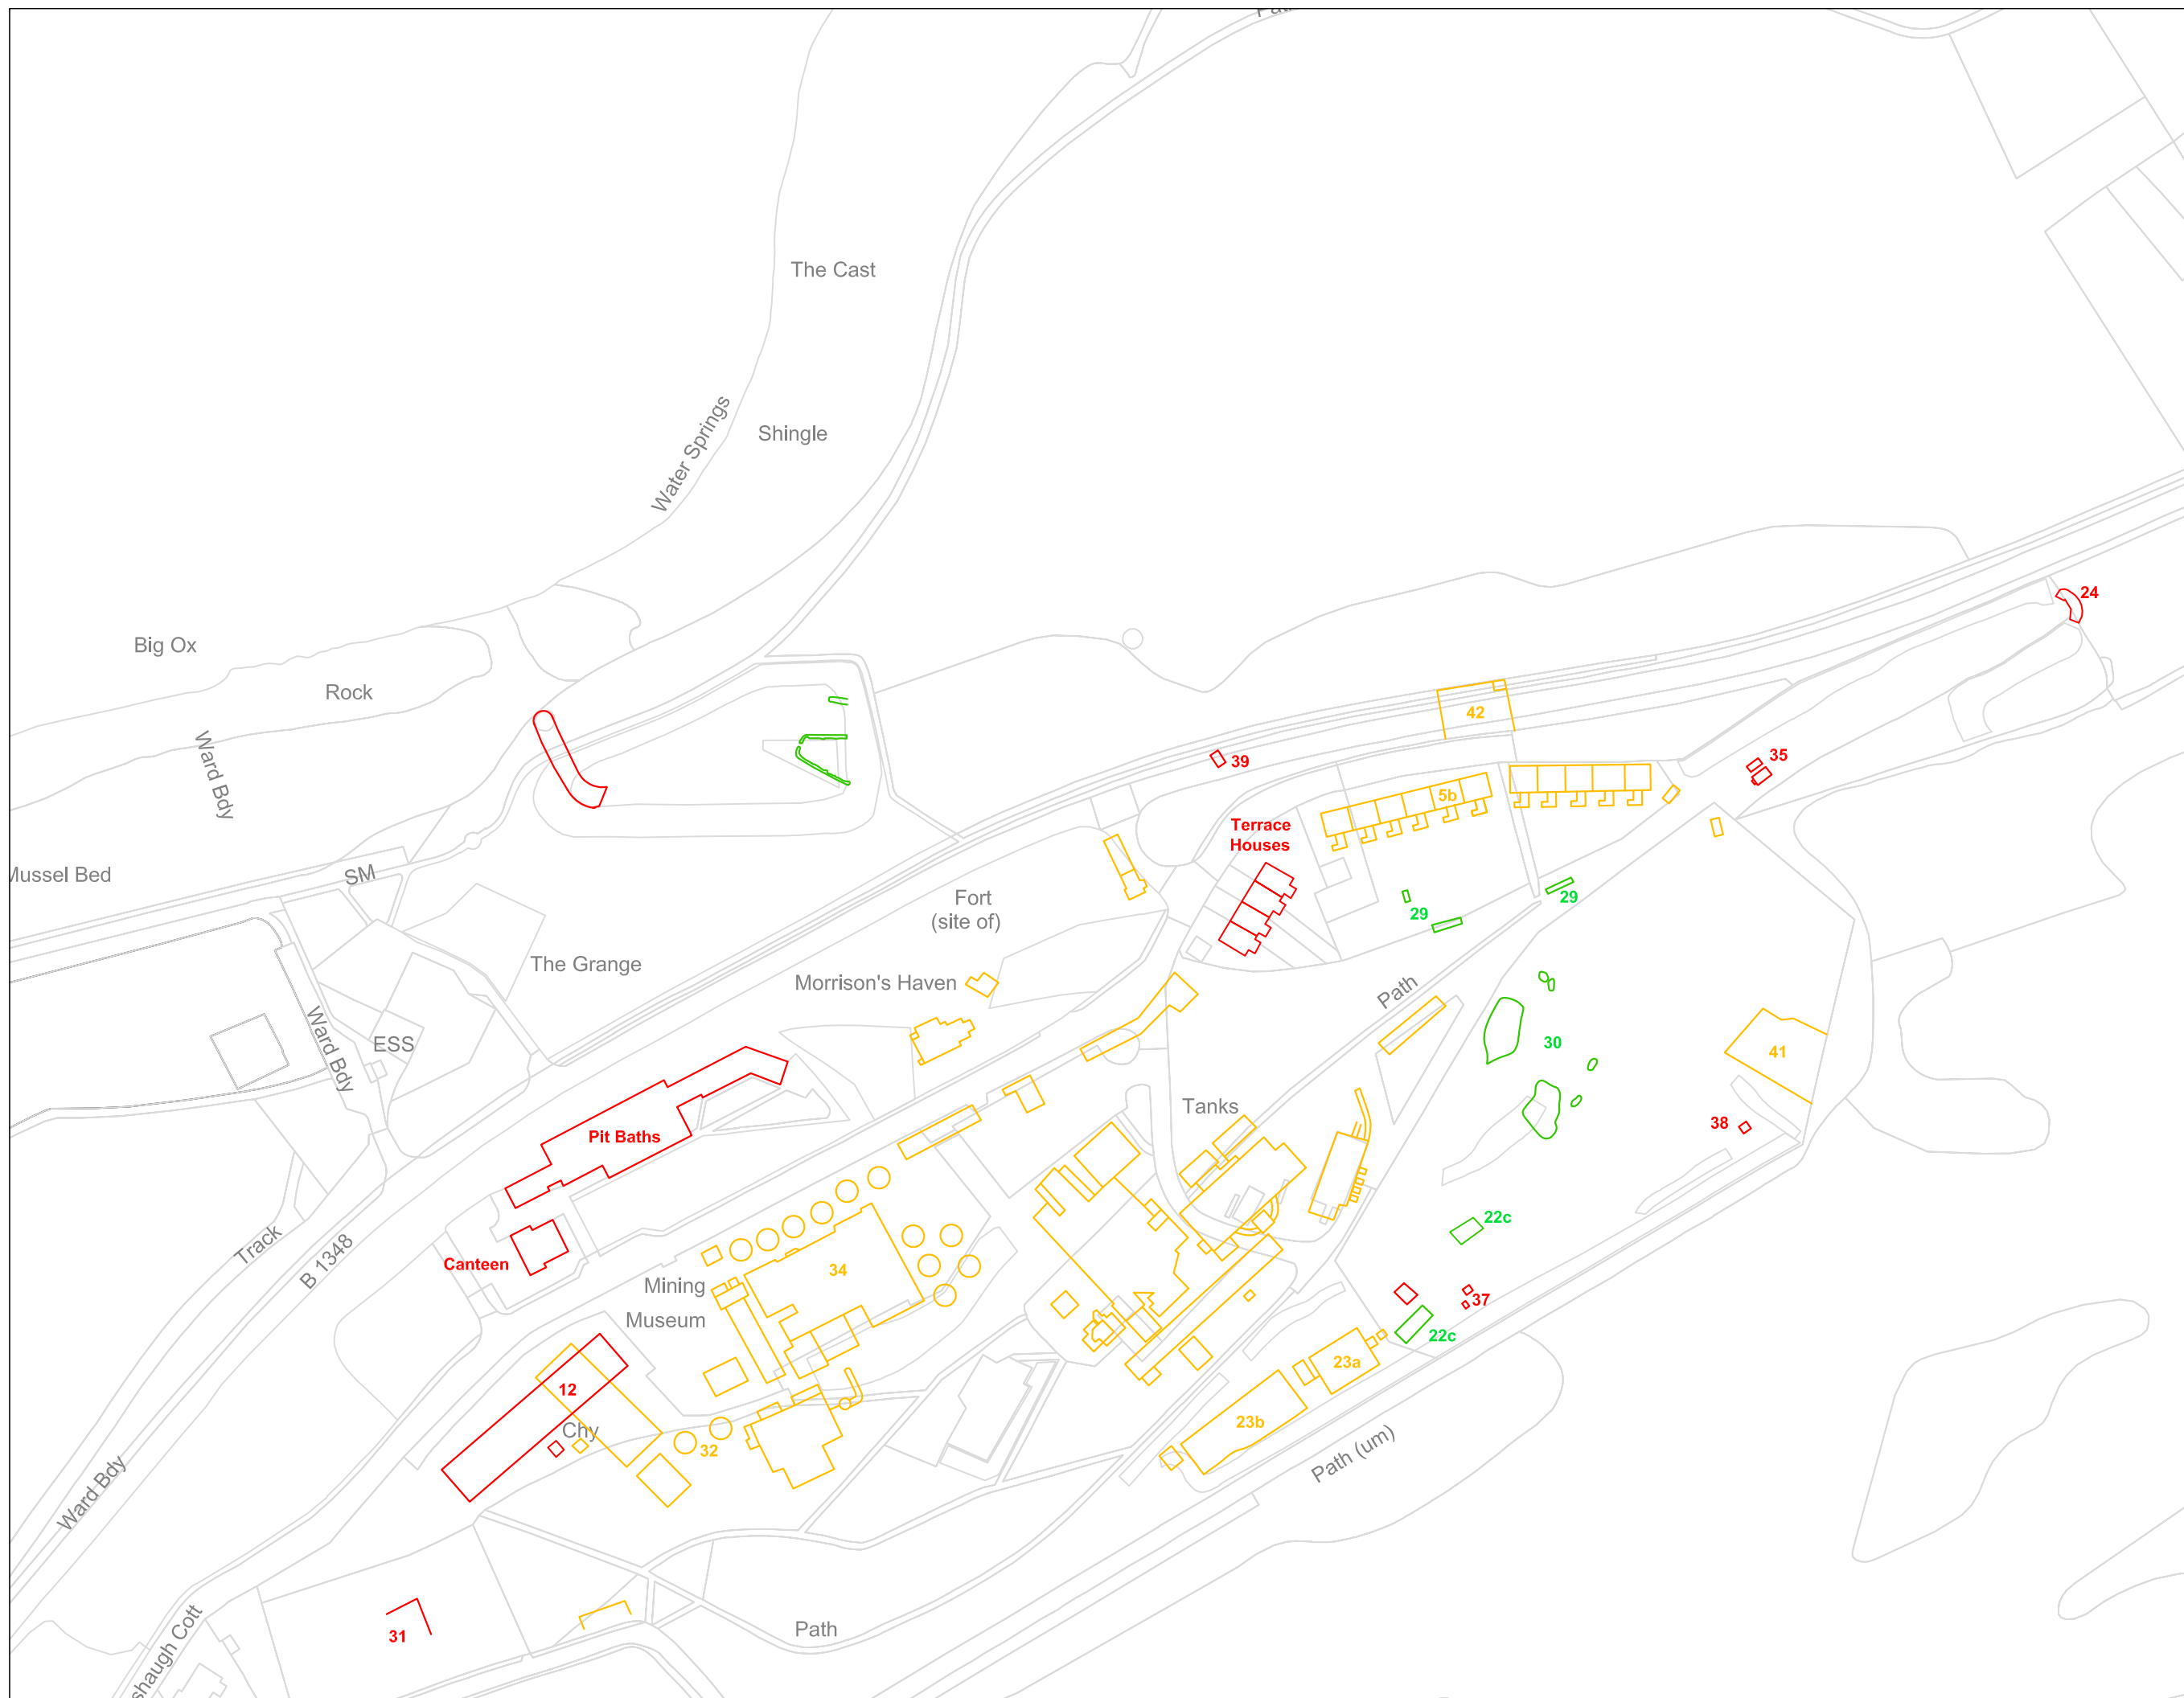 The Cast
Water Springs
Shingle
24
Big Ox
Rock
42
Ward Bdy
39
35
5b
Terrace
Houses
SM
Mussel Bed
Fort
(site of)
29
29
The Grange
Morrison's Haven
Path
Ward Bdy
ESS
30
41
Tanks
38
Pit Baths
22c
Track
B 1348
Canteen
34
Mining
Museum
37
22c
23a
12
23b
Chy
32
Path (um)
Ward Bdy
Path
31
shaugh Cott